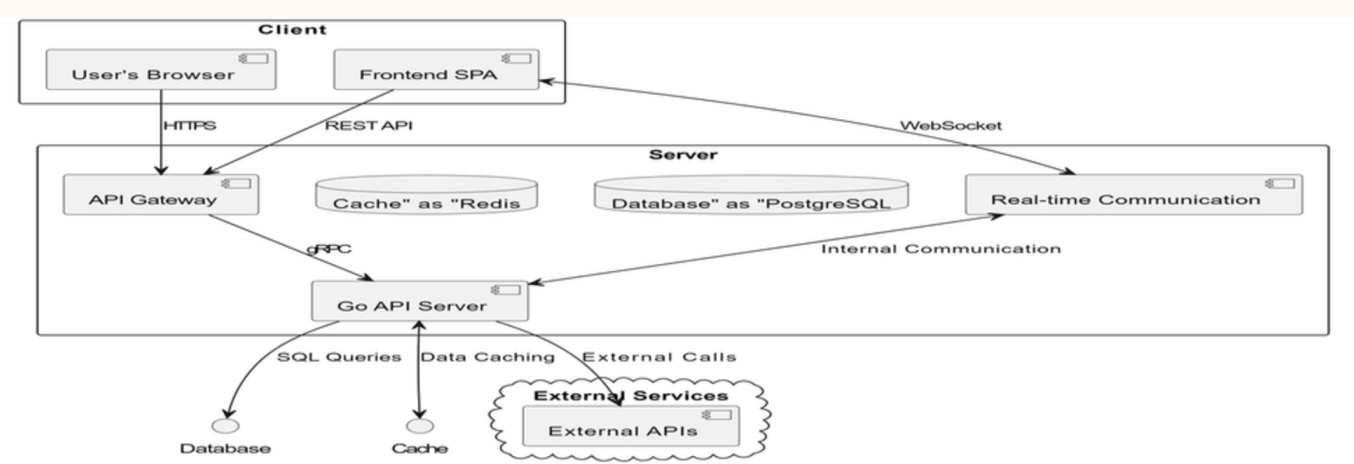 Client
User's Browser
Frontend SPA
HTTPS
REST API
WebSocket
Server
API Gateway
Cache" as "Redis
Database" as "PostgreSQL
Real-time Communication
gRPC
Internal Communication
Go API Server
SQL Queries
Data Caching
External Calls
External Services
External APIs
Database
Cache